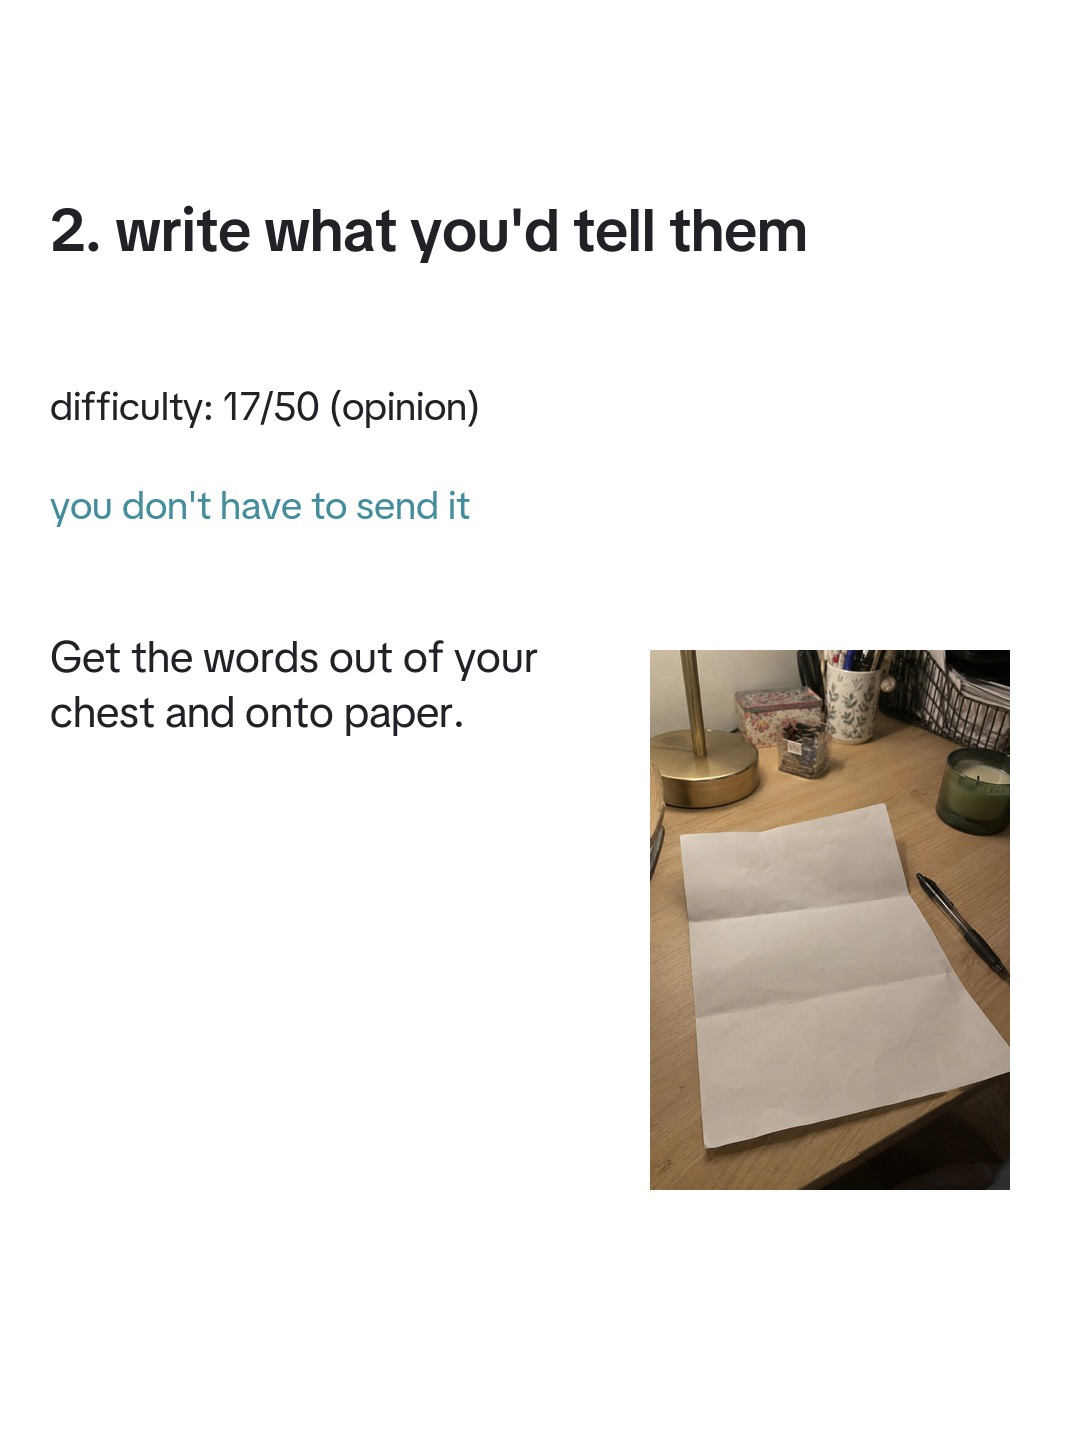 2. write what you'd tell them
difficulty: 17/50 (opinion)
you don't have to send it
Get the words out of your
chest and onto paper.